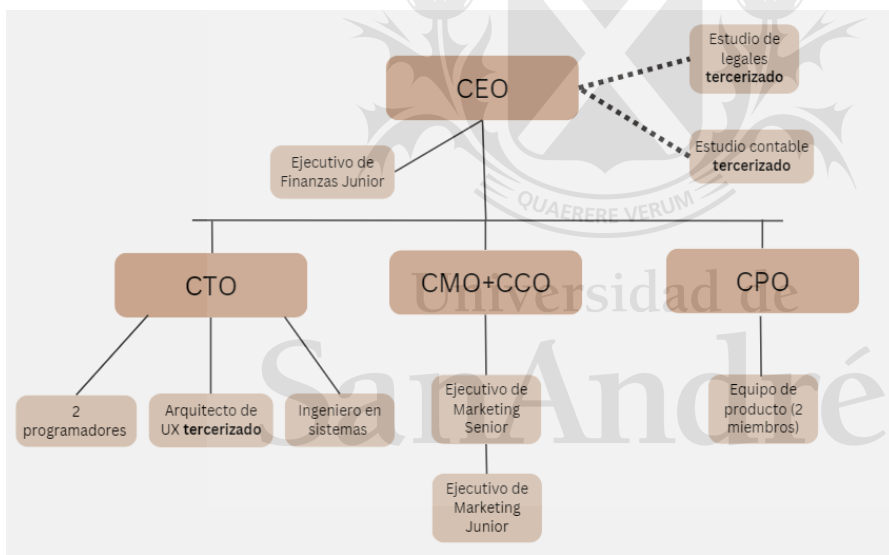 Estudio de
legales
tercerizado
CEO
Estudio contable
tercerizado
Ejecutivo de
Finanzas Junior
QUAERERE VERUM
CTO
CMO+CCO
CPO
Universidad de
SanAndré
2
programadores
Arquitecto de
UX tercerizado
Ingeniero en
sistemas
Ejecutivo de
Marketing
Senior
Equipo de
producto (2
miembros)
Ejecutivo de
Marketing
Junior